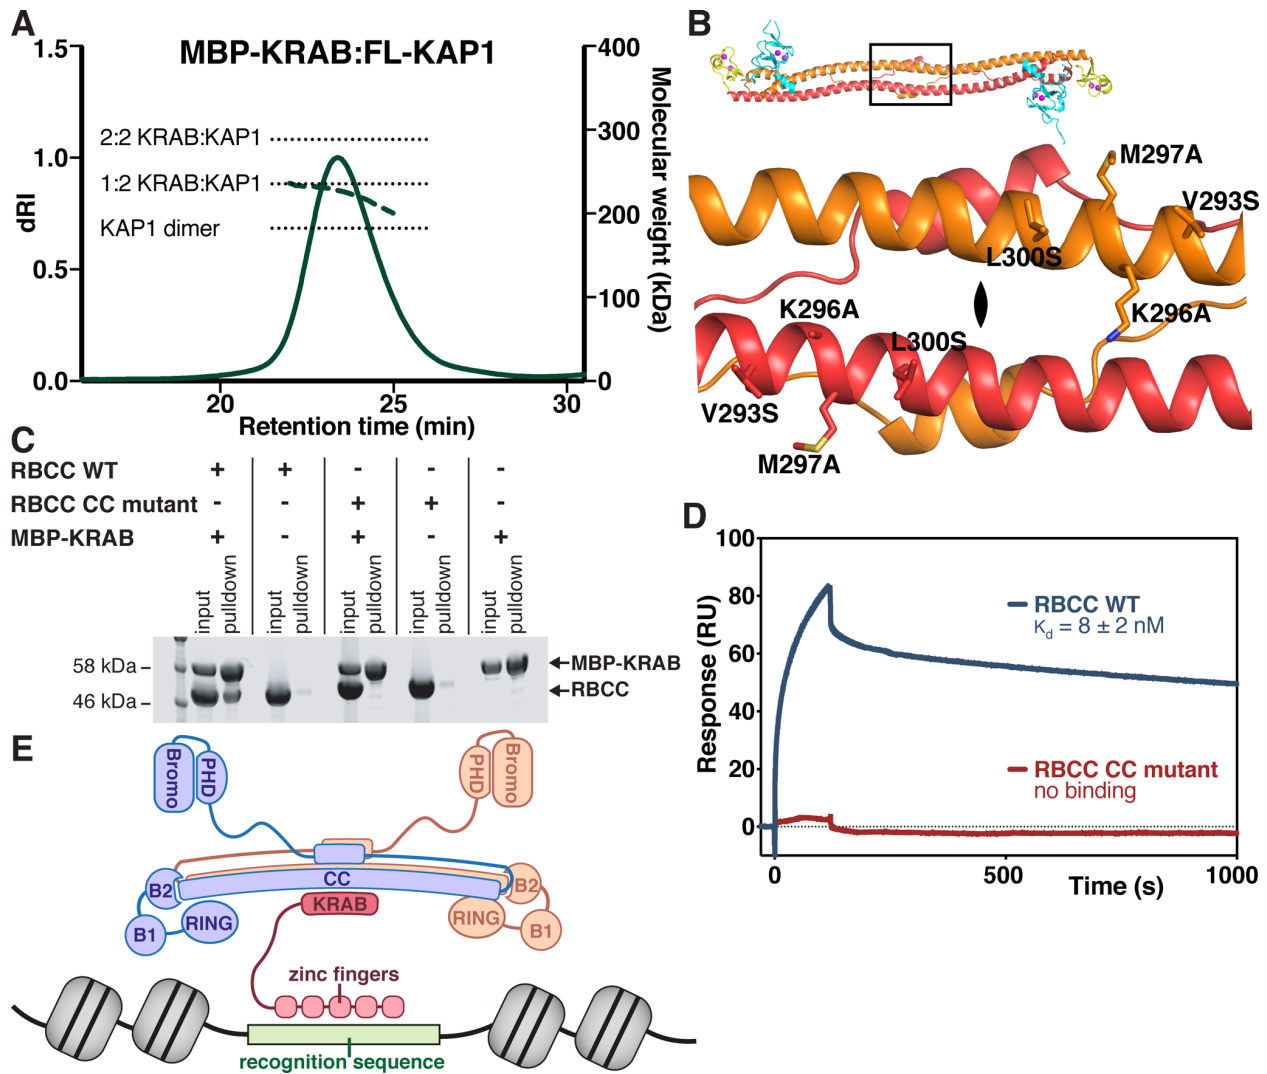 A
MBP-KRAB:FL-KAP1
1.5
1.0
0.5
0.0
dRI
400
300
200
100
0
Molecular weight (kDa)
2:2 KRAB:KAP1
1:2 KRAB:KAP1
KAP1 dimer
20
25
30
Retention time (min)
B
M297A
V293S
L300S
K296A
K296A
L300S
V293S
M297A
C
RBCC WT + + - - -
RBCC CC mutant - - + + -
MBP-KRAB + - + - +
input pulldown input pulldown input pulldown input pulldown input pulldown
58 kDa
46 kDa
MBP-KRAB
RBCC
D
100
80
60
40
20
0
Response (RU)
RBCC WT
Kd = 8 ± 2 nM
RBCC CC mutant
no binding
0
500
1000
Time (s)
E
Bromo
PHD
PHD
Bromo
CC
B2
B2
KRAB
RING
RING
B1
B1
zinc fingers
recognition sequence